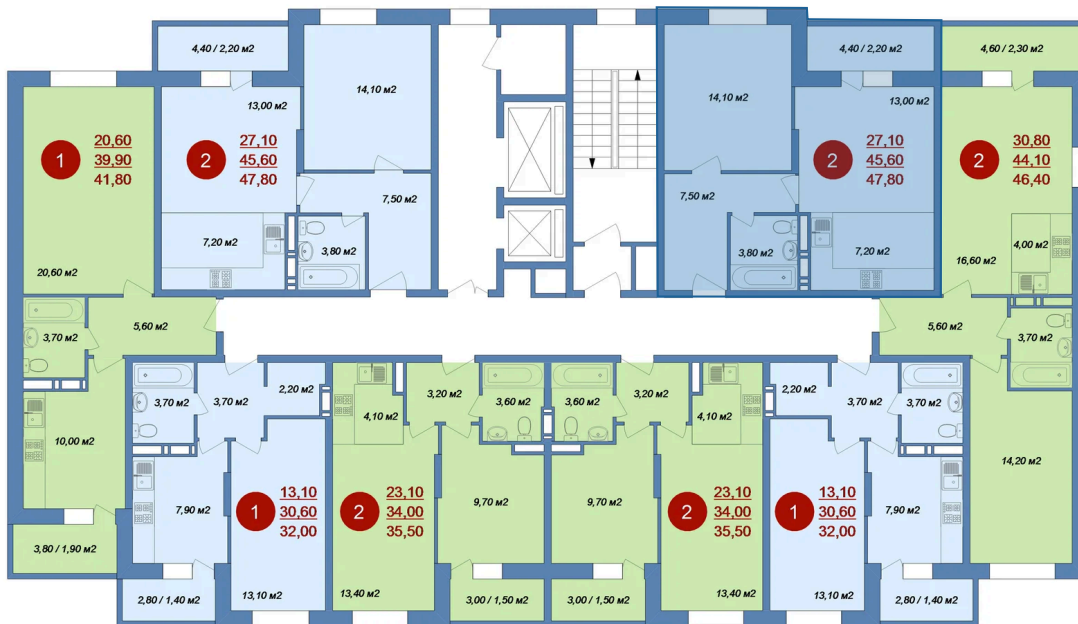 4,40 / 2,20 м2
14,10 м2
13,00 м2
1
20,60
39,90
41,80
2
27,10
45,60
47,80
7,50 м2
3,80 м2
7,20 м2
20,60 м2
3,70 м2
5,60 м2
10,00 м2
3,80 / 1,90 м2
14,10 м2
4,40 / 2,20 м2
13,00 м2
2
27,10
45,60
47,80
7,50 м2
3,80 м2
7,20 м2
4,60 / 2,30 м2
2
30,80
44,10
46,40
4,00 м2
16,60 м2
5,60 м2
3,70 м2
14,20 м2
3,70 м2
3,70 м2
2,20 м2
7,90 м2
1
13,10
30,60
32,00
13,10 м2
2,80 / 1,40 м2
4,10 м2
3,20 м2
3,60 м2
2
23,10
34,00
35,50
9,70 м2
13,40 м2
3,00 / 1,50 м2
3,60 м2
3,20 м2
4,10 м2
9,70 м2
2
23,10
34,00
35,50
13,40 м2
3,00 / 1,50 м2
2,20 м2
3,70 м2
3,70 м2
1
13,10
30,60
32,00
7,90 м2
13,10 м2
2,80 / 1,40 м2